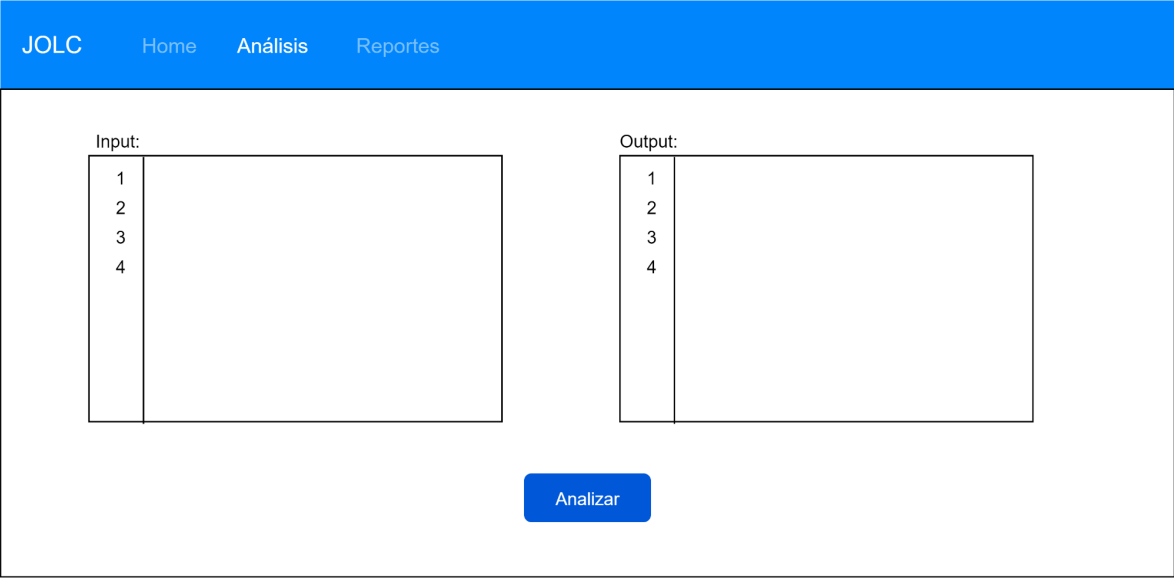 JOLC Home Análisis Reportes
Input: Output:
1 1
2 2
3 3
4 4
Analizar